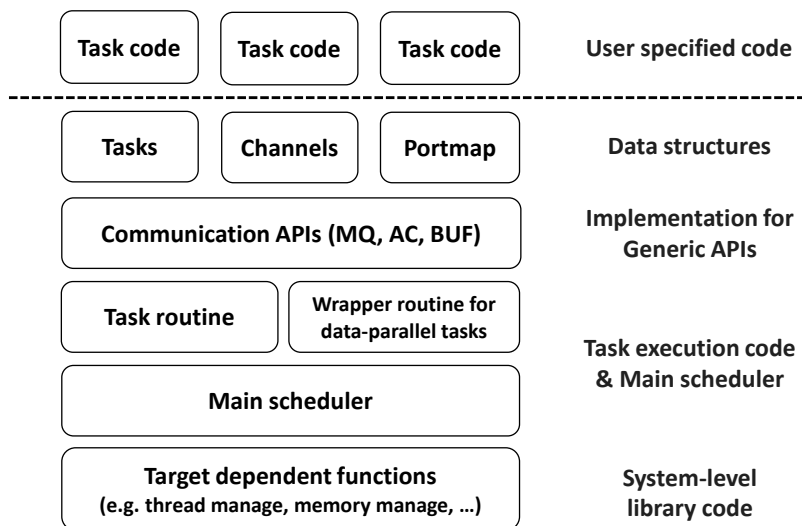 Task code Task code Task code User specified code
Tasks Channels Portmap Data structures
Communication APIs (MQ, AC, BUF)
Implementation for
Generic APIs
Task routine
Wrapper routine for
data-parallel tasks
Task execution code
& Main scheduler
Main scheduler
Target dependent functions
(e.g. thread manage, memory manage, …)
System-level
library code